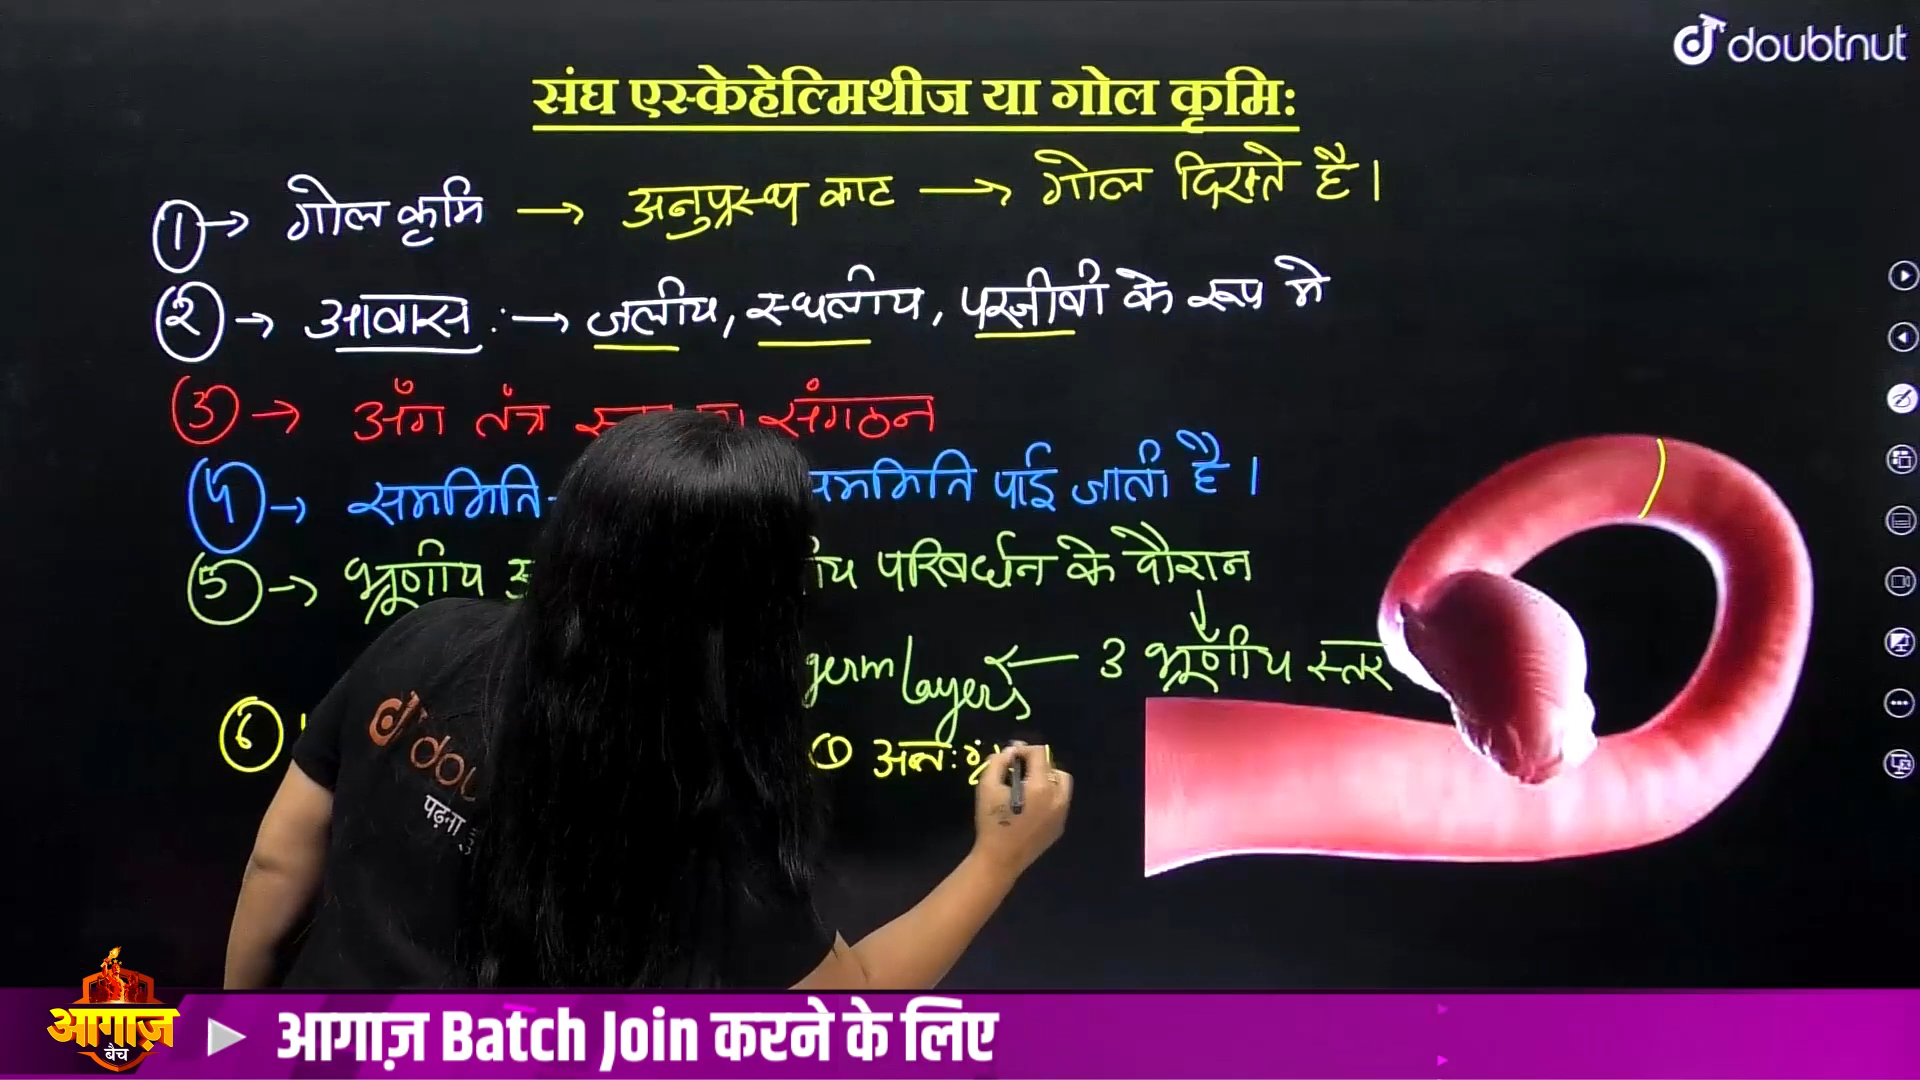 doubtnut
संघ एस्केहेल्मिथीज या गोल कृमि:
① → गोल कृमि → अनुप्रस्थ काट → गोल दिखते है।
② → आवास :→ जलीय, स्थलीय, परजीवी के रूप मे
③ → अँग तंत्र संगठन
④ → सममिति- सममिति पाई जाती है।
⑤ → भ्रूणीय परिवर्धन के दौरान
germ layers ← 3 भ्रूणीय स्तर
⑥ ① अन्तः
पढ़ना
आगाज़ बैच
आगाज़ Batch Join करने के लिए